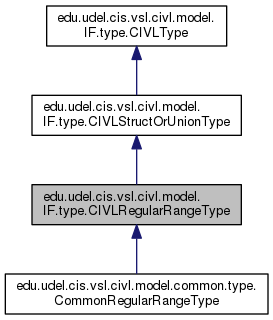 edu.udel.cis.vsl.civl.model.
IF.type.CIVLType
edu.udel.cis.vsl.civl.model.
IF.type.CIVLStructOrUnionType
edu.udel.cis.vsl.civl.model.
IF.type.CIVLRegularRangeType
edu.udel.cis.vsl.civl.model.common.type.
CommonRegularRangeType